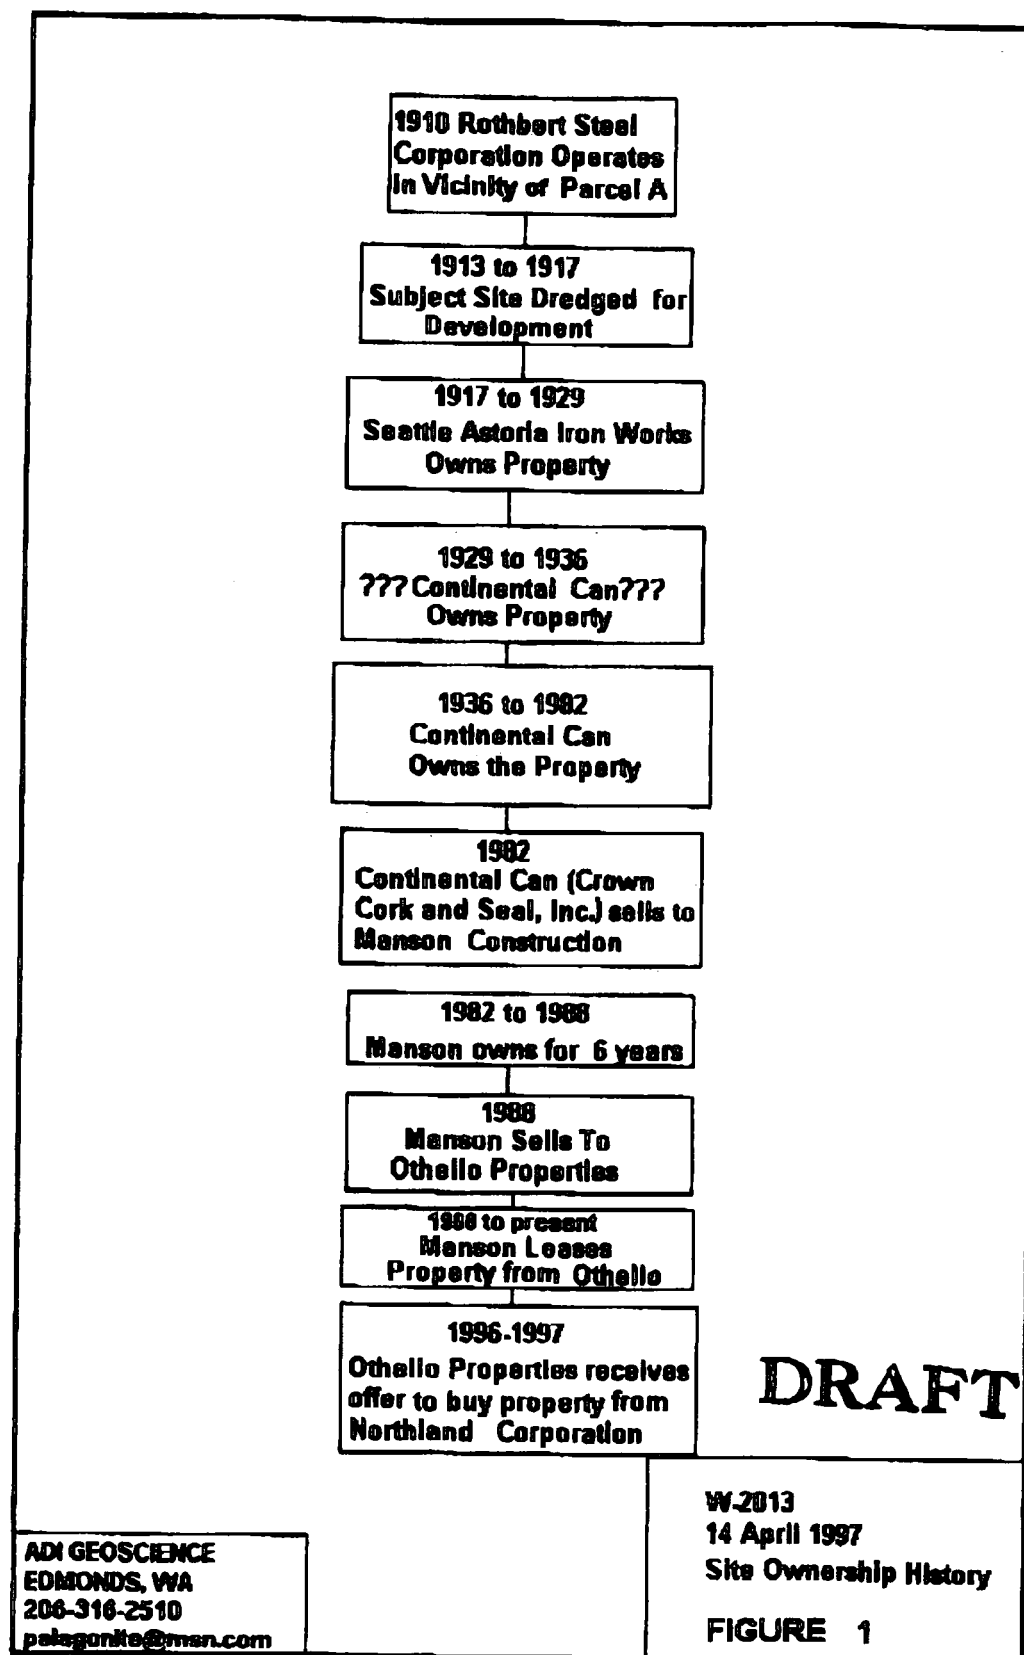 1910 Rothbert Steel
Corporation Operates
in Vicinity of Parcel A
1913 to 1917
Subject Site Dredged for
Development
1917 to 1929
Seattle Astoria Iron Works
Owns Property
1929 to 1936
???Continental Can???
Owns Property
1936 to 1982
Continental Can
Owns the Property
1982
Continental Can (Crown
Cork and Seal, Inc.) sells to
Manson Construction
1982 to 1988
Manson owns for 6 years
1988
Manson Sells To
Othello Properties
1988 to present
Manson Leases
Property from Othello
1996-1997
Othello Properties receives
offer to buy property from
Northland Corporation
DRAFT
W-2013
14 April 1997
Site Ownership History
FIGURE 1
ADI GEOSCIENCE
EDMONDS, WA
206-316-2510
palagonite@msn.com